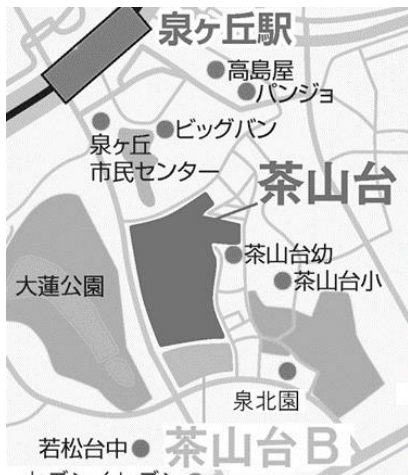 泉ヶ丘駅
高島屋
パンジョ
ビッグバン
泉ヶ丘
市民センター
茶山台
茶山台幼
茶山台小
大蓮公園
泉北園
若松台中
茶山台B